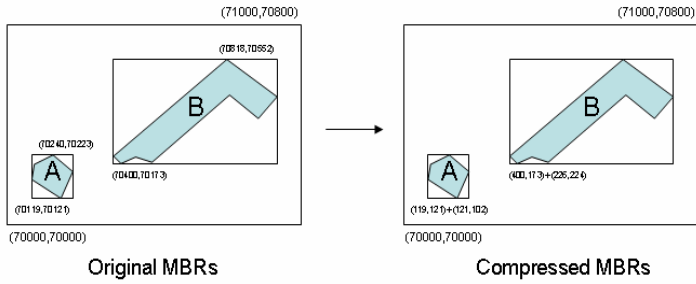 (71000,70800)
(70818,70552)
B
(70240,70223)
A
(70400,70173)
(70119,70121)
(70000,70000)
Original MBRs
(71000,70800)
B
A
(400,173)+(226,224)
(119,121)+(121,102)
(70000,70000)
Compressed MBRs